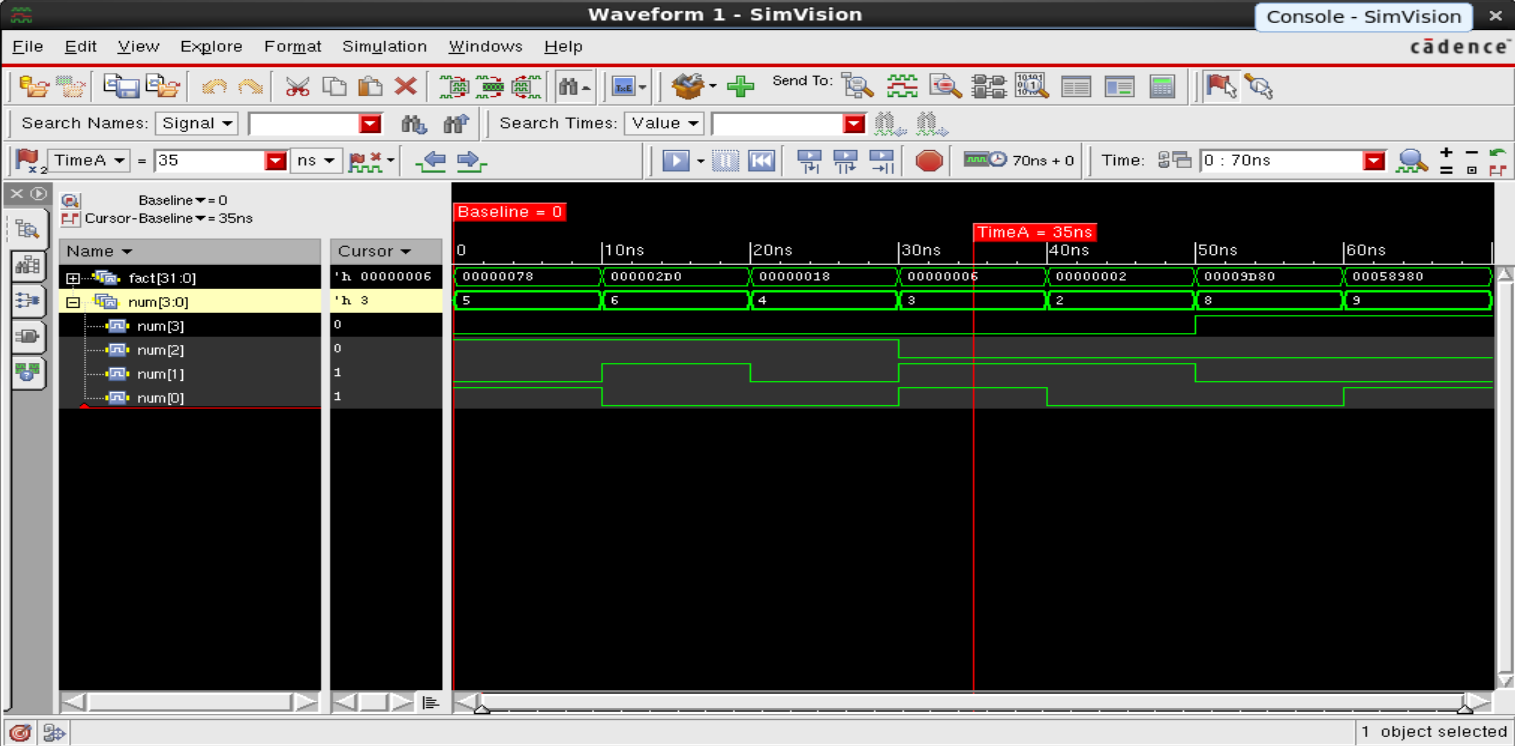 Waveform 1 - SimVision
Console - SimVision
File Edit View Explore Format Simulation Windows Help
cādence
Send To:
Search Names: Signal
Search Times: Value
TimeA = 35 ns
70ns + 0
Time: 0 : 70ns
Baseline = 0
Cursor-Baseline = 35ns
Baseline = 0
TimeA = 35ns
Name Cursor 0 10ns 20ns 30ns 40ns 50ns 60ns
fact[31:0] 'h 00000006 00000078 000002D0 00000018 00000006 00000002 00009D80 00058980
num[3:0] 'h 3 5 6 4 3 2 8 9
num[3] 0
num[2] 0
num[1] 1
num[0] 1
1 object selected